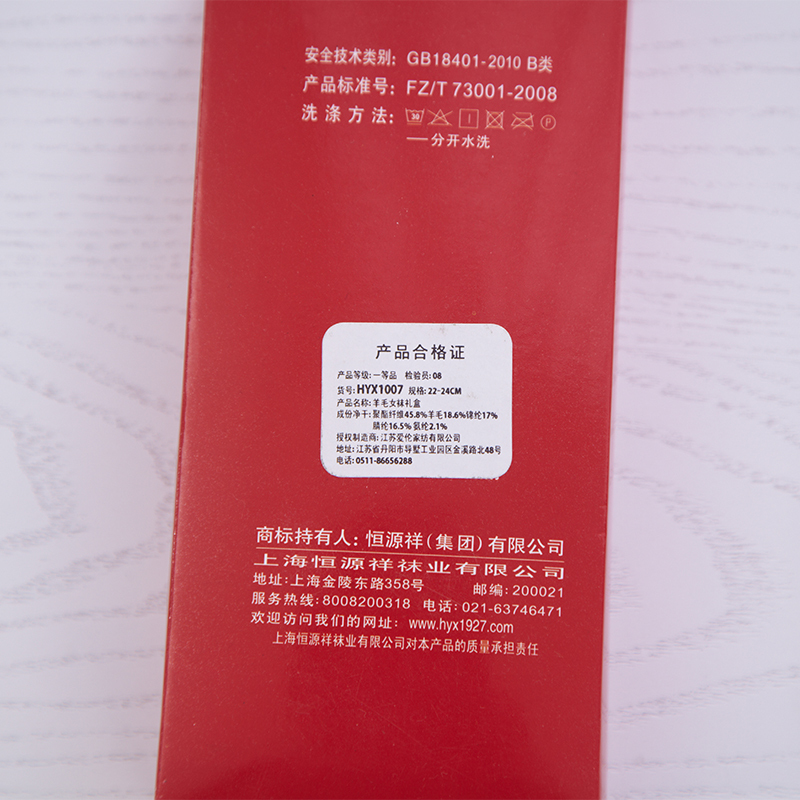 安全技术类别：GB18401-2010 B类
产品标准号：FZ/T 73001-2008
洗涤方法：30 P
——分开水洗
产品合格证
产品等级：一等品 检验员：08
货号：HYX1007 规格：22-24CM
产品名称：羊毛女袜礼盒
成份净干：聚酯纤维45.8%羊毛18.6%锦纶17%
腈纶16.5% 氨纶2.1%
授权制造商：江苏爱伦家纺有限公司
地址：江苏省丹阳市导墅工业园区金溪路北48号
电话：0511-86656288
商标持有人：恒源祥（集团）有限公司
上海恒源祥袜业有限公司
地址：上海金陵东路358号 邮编：200021
服务热线：8008200318 电话：021-63746471
欢迎访问我们的网址：www.hyx1927.com
上海恒源祥袜业有限公司对本产品的质量承担责任